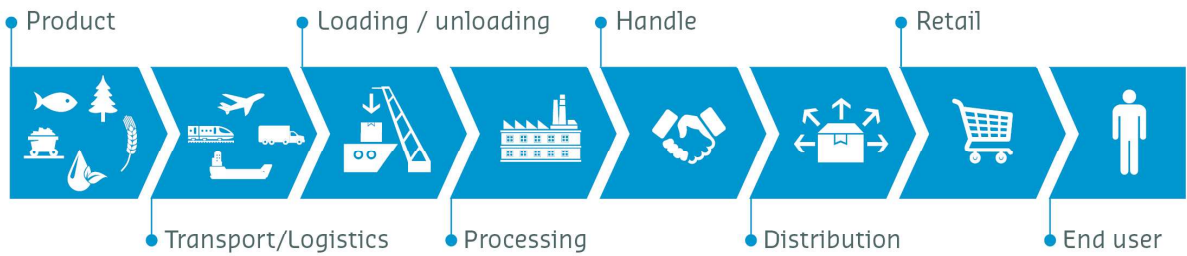 Product
Loading / unloading
Handle
Retail
Transport/Logistics
Processing
Distribution
End user